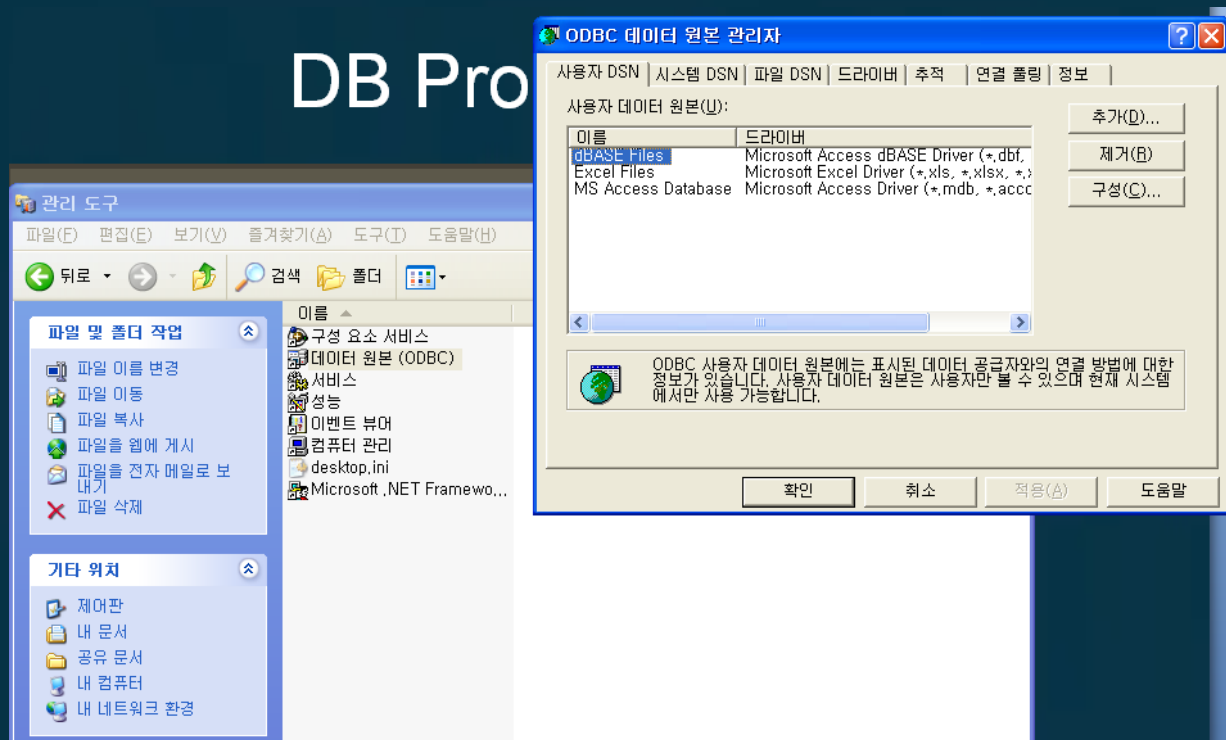 DB Pro
ODBC 데이터 원본 관리자
사용자 DSN 시스템 DSN 파일 DSN 드라이버 추적 연결 풀링 정보
사용자 데이터 원본(U):
이름 드라이버
dBASE Files Microsoft Access dBASE Driver (*.dbf,
Excel Files Microsoft Excel Driver (*.xls, *.xlsx, *.x
MS Access Database Microsoft Access Driver (*.mdb, *.accd
추가(D)...
제거(R)
구성(C)...
ODBC 사용자 데이터 원본에는 표시된 데이터 공급자와의 연결 방법에 대한
정보가 있습니다. 사용자 데이터 원본은 사용자만 볼 수 있으며 현재 시스템
에서만 사용 가능합니다.
확인 취소 적용(A) 도움말
관리 도구
파일(F) 편집(E) 보기(V) 즐겨찾기(A) 도구(T) 도움말(H)
뒤로 검색 폴더
파일 및 폴더 작업
파일 이름 변경
파일 이동
파일 복사
파일을 웹에 게시
파일을 전자 메일로 보
내기
파일 삭제
기타 위치
제어판
내 문서
공유 문서
내 컴퓨터
내 네트워크 환경
이름
구성 요소 서비스
데이터 원본 (ODBC)
서비스
성능
이벤트 뷰어
컴퓨터 관리
desktop.ini
Microsoft .NET Framewo...